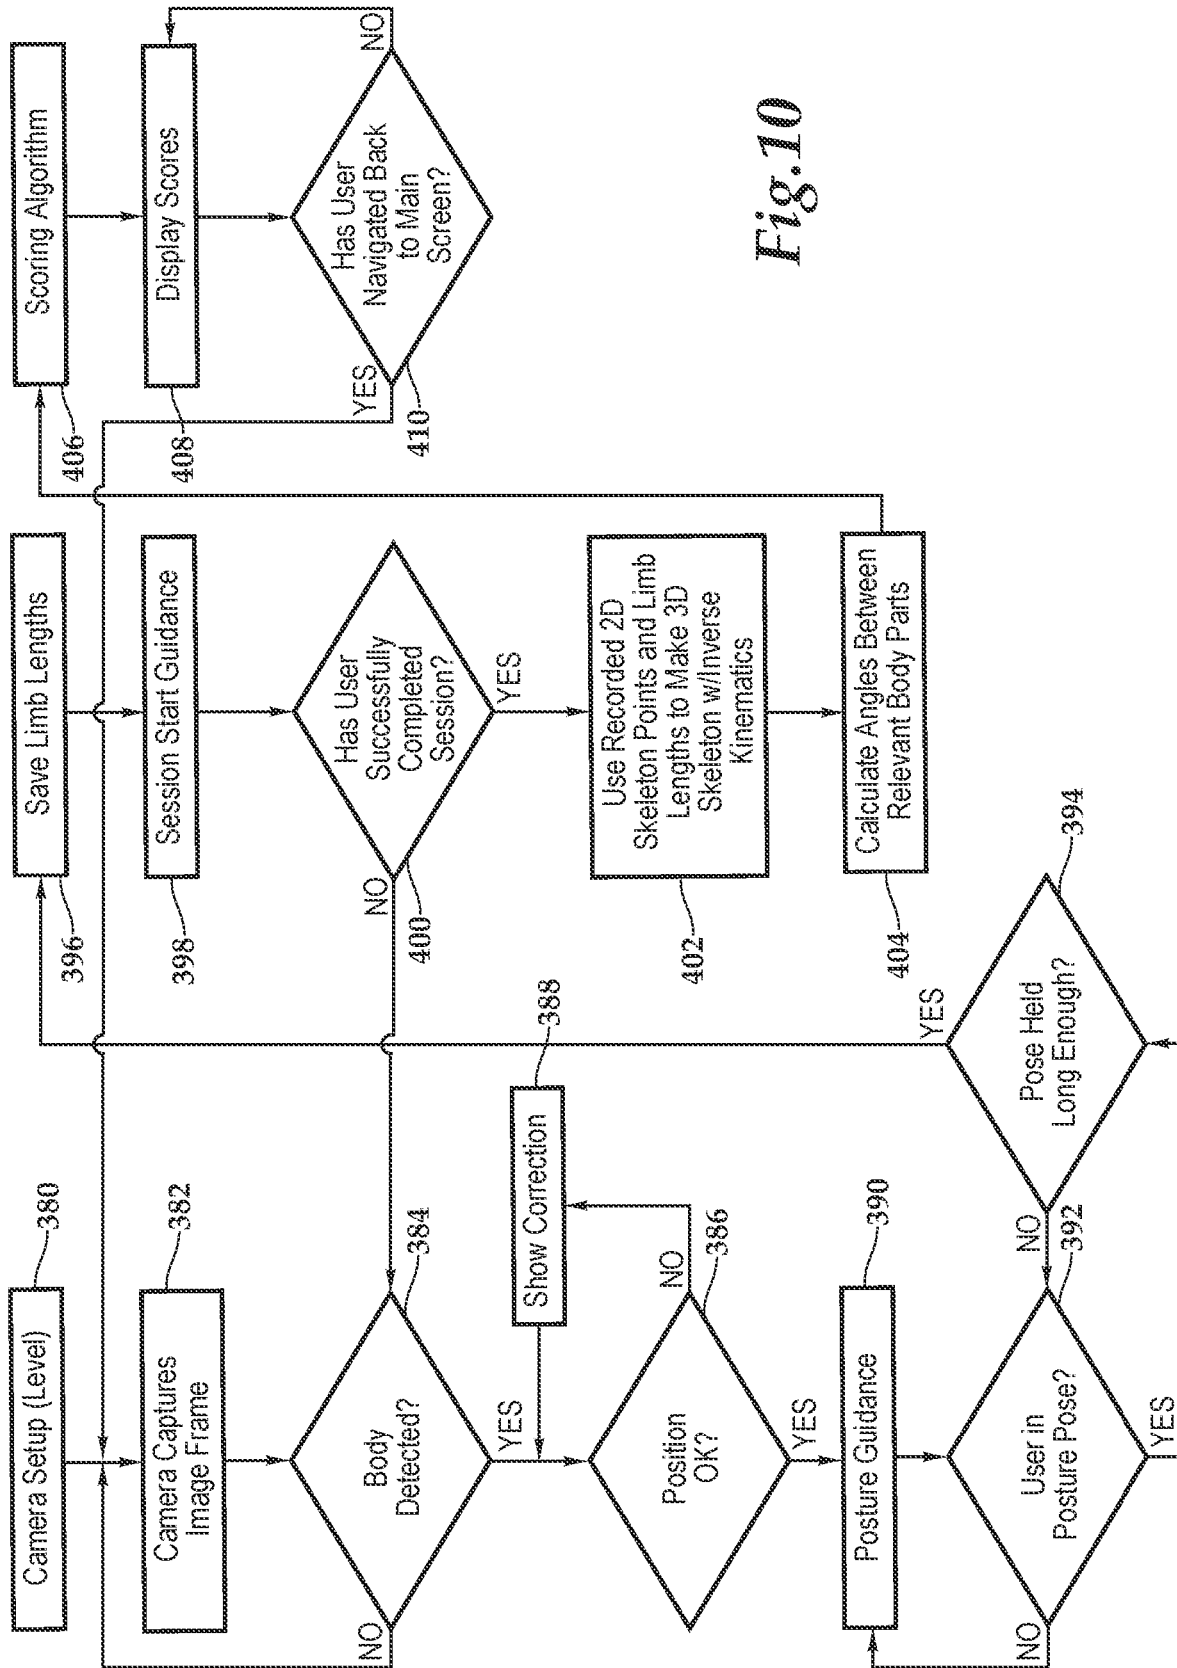 Camera Setup (Level)
380
Camera Captures
Image Frame
382
Body
Detected?
384
NO
YES
Show Correction
388
Position
OK?
386
NO
YES
Posture Guidance
390
User in
Posture Pose?
392
NO
YES
Pose Held
Long Enough?
394
NO
YES
Save Limb Lengths
396
Session Start Guidance
398
Has User
Successfully
Completed
Session?
400
NO
YES
Use Recorded 2D
Skeleton Points and Limb
Lengths to Make 3D
Skeleton w/Inverse
Kinematics
402
Calculate Angles Between
Relevant Body Parts
404
Scoring Algorithm
406
Display Scores
408
Has User
Navigated Back
to Main
Screen?
410
YES
NO
Fig.10